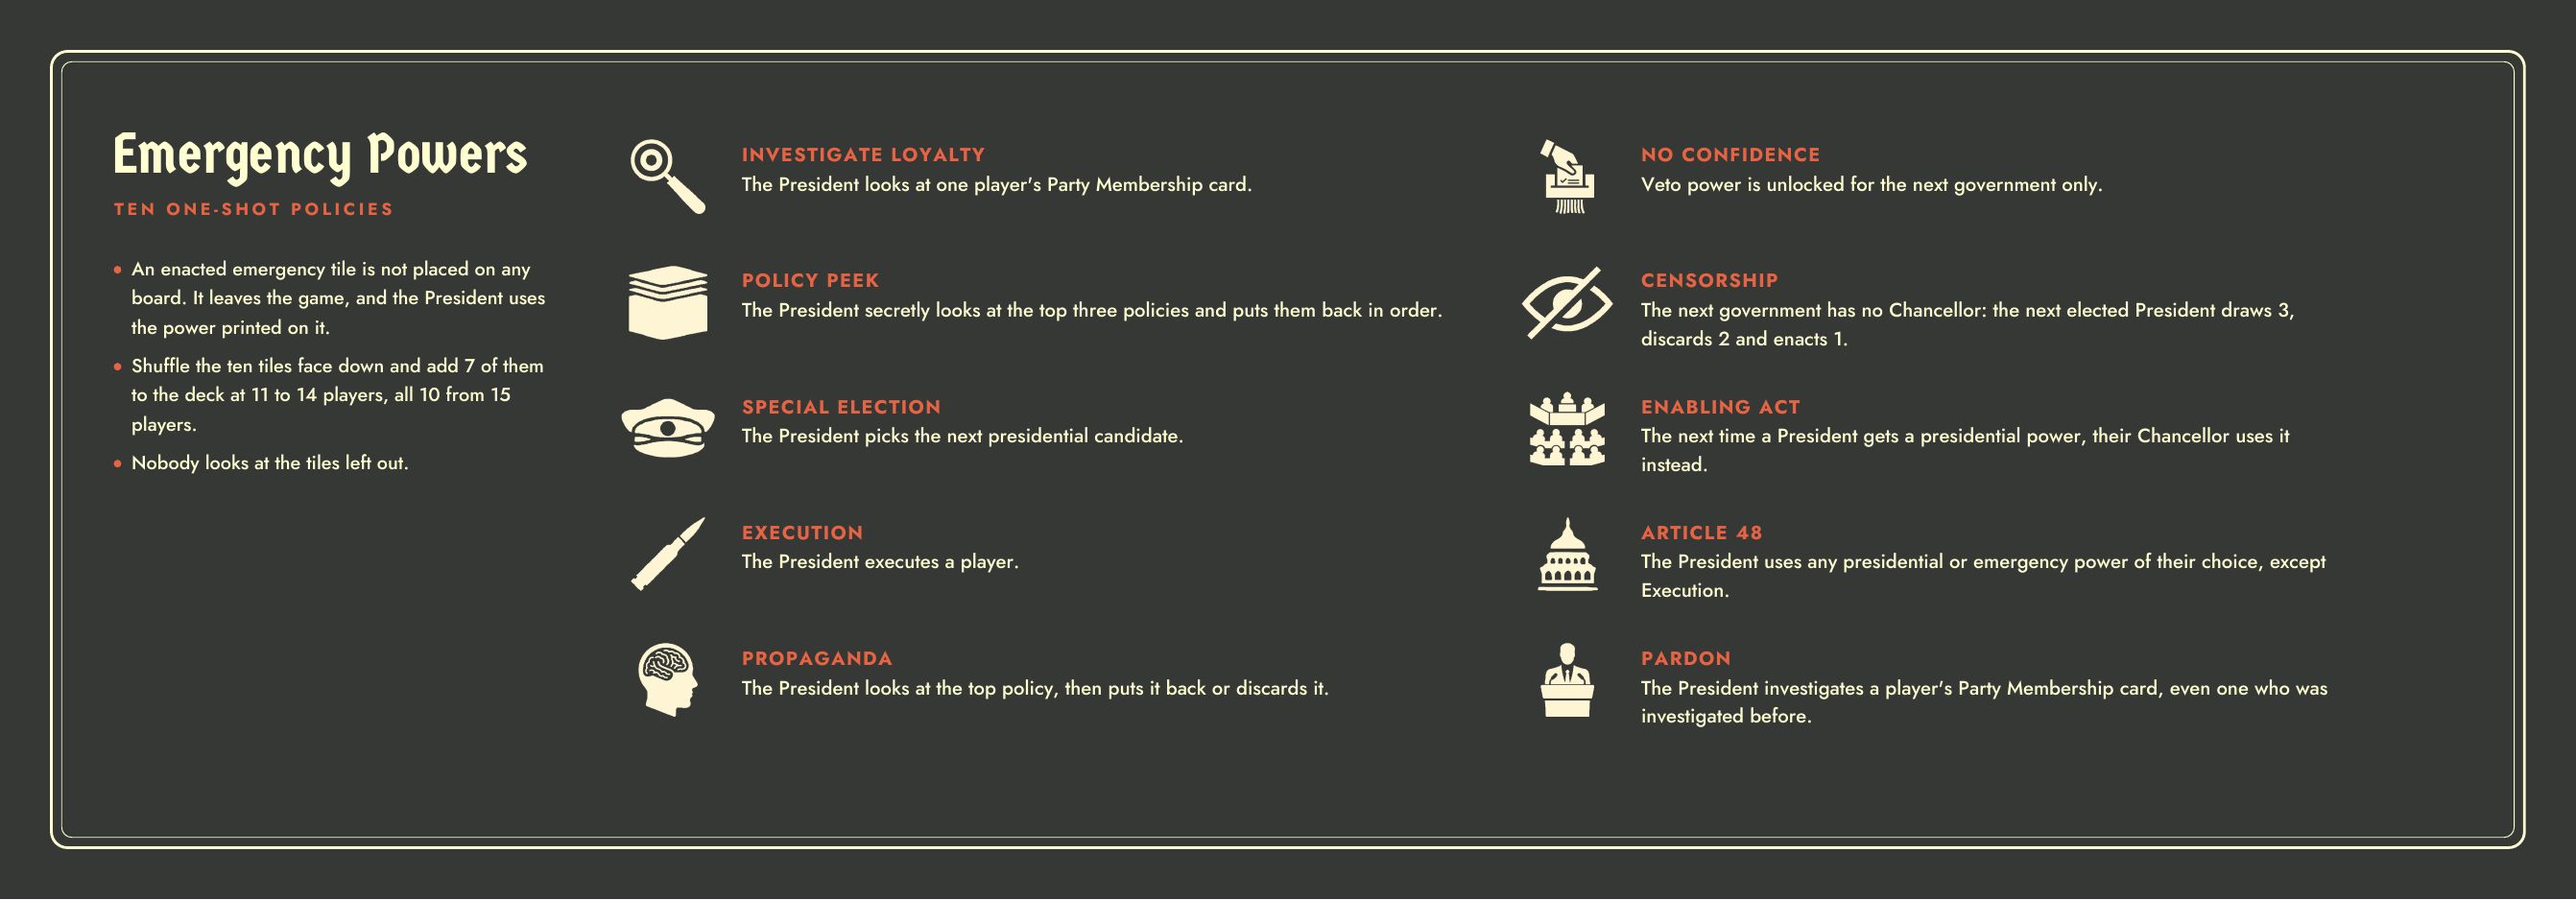 Emergency Powers
TEN ONE-SHOT POLICIES
• An enacted emergency tile is not placed on any
board. It leaves the game, and the President uses
the power printed on it.
• Shuffle the ten tiles face down and add 7 of them
to the deck at 11 to 14 players, all 10 from 15
players.
• Nobody looks at the tiles left out.
INVESTIGATE LOYALTY
The President looks at one player's Party Membership card.
POLICY PEEK
The President secretly looks at the top three policies and puts them back in order.
SPECIAL ELECTION
The President picks the next presidential candidate.
EXECUTION
The President executes a player.
PROPAGANDA
The President looks at the top policy, then puts it back or discards it.
NO CONFIDENCE
Veto power is unlocked for the next government only.
CENSORSHIP
The next government has no Chancellor: the next elected President draws 3,
discards 2 and enacts 1.
ENABLING ACT
The next time a President gets a presidential power, their Chancellor uses it
instead.
ARTICLE 48
The President uses any presidential or emergency power of their choice, except
Execution.
PARDON
The President investigates a player's Party Membership card, even one who was
investigated before.